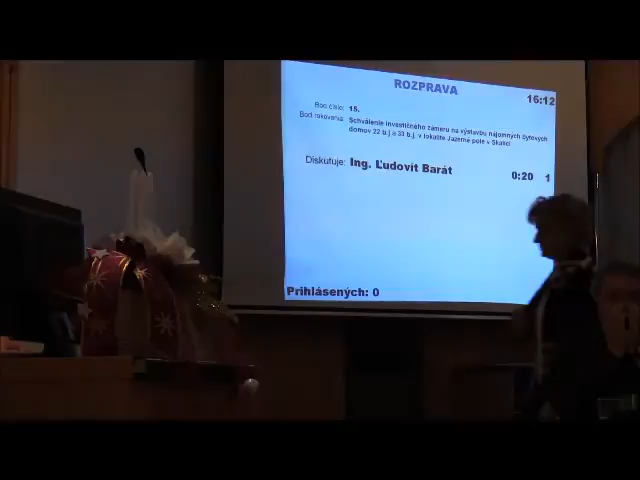 ROZPRAVA
16:12
Bod číslo: 15.
Bod rokovania: Schválenie investičného zámeru na výstavbu nájomných bytových
domov 22 b.j a 33 b.j. v lokalite Jazerné pole v Skalici
Diskutuje: Ing. Ľudovít Barát 0:20 1
Prihlásených: 0